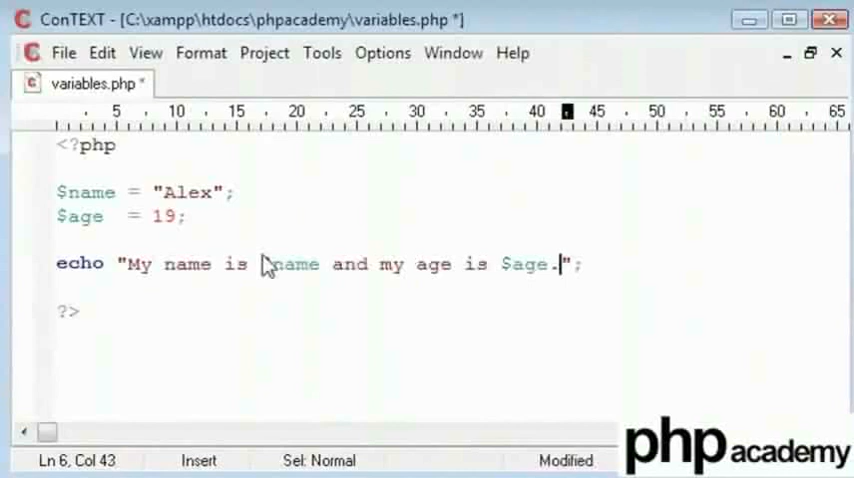 ConTEXT - [C:\xampp\htdocs\phpacademy\variables.php *]
File Edit View Format Project Tools Options Window Help
variables.php *
5 10 15 20 25 30 35 40 45 50 55 60 65
<?php
$name = "Alex";
$age = 19;
echo "My name is $name and my age is $age.";
?>
Ln 6, Col 43 Insert Sel: Normal Modified
php academy